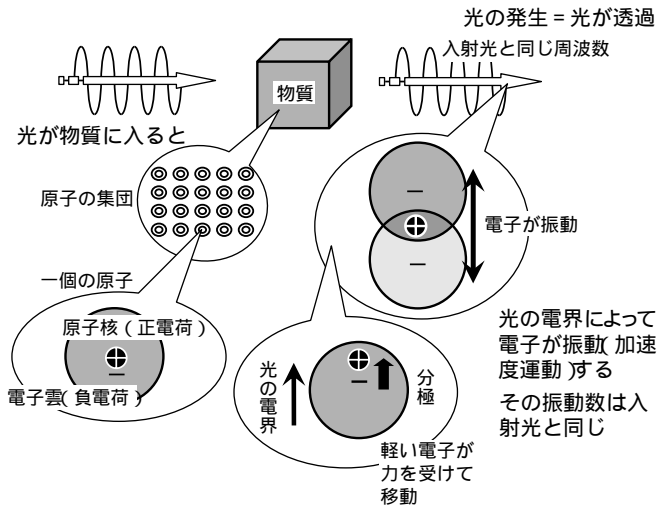 光の発生＝光が透過
入射光と同じ周波数
物質
光が物質に入ると
原子の集団
電子が振動
一個の原子
原子核（正電荷）
電子雲（負電荷）
光の電界
分極
軽い電子が
力を受けて
移動
光の電界によって
電子が振動（加速
度運動）する
その振動数は入
射光と同じ